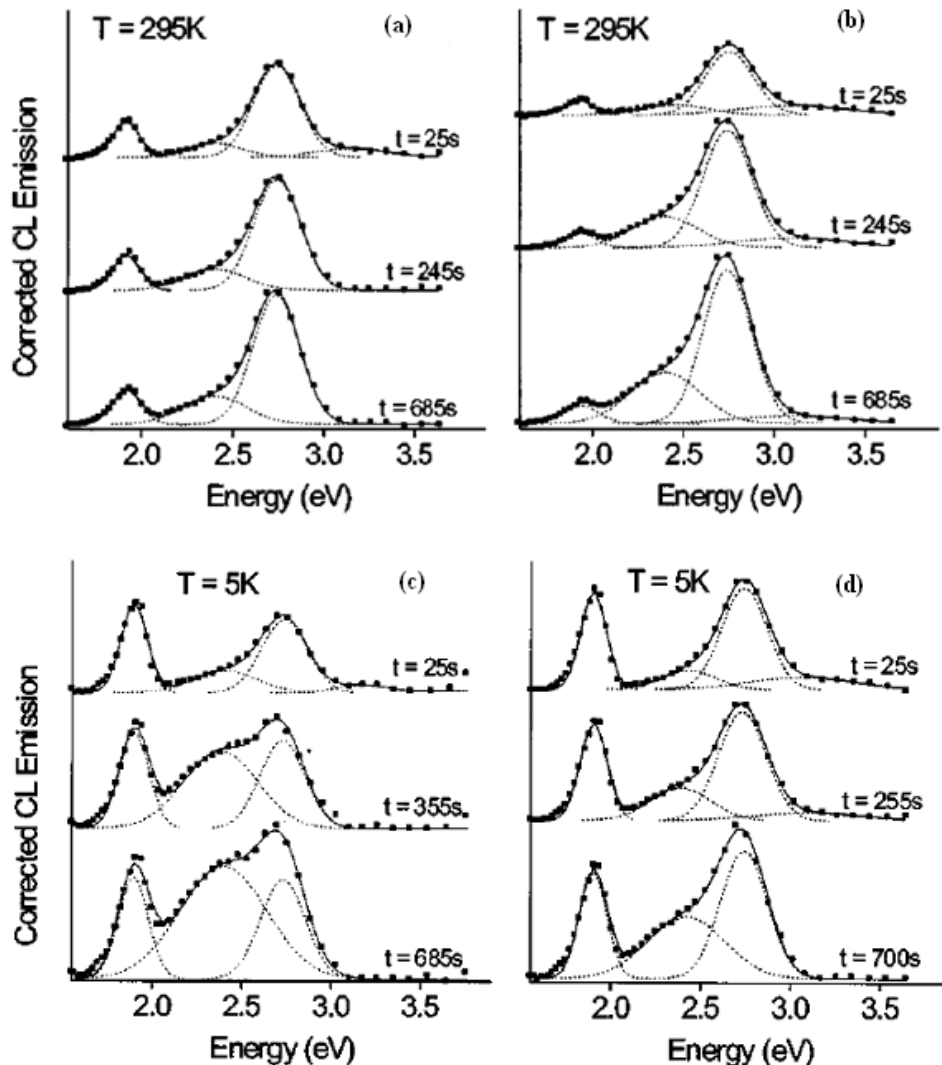 T = 295K (a)
t = 25s
t = 245s
t = 685s
2.0 2.5 3.0 3.5
Energy (eV)
Corrected CL Emission
T = 295K (b)
t = 25s
t = 245s
t = 685s
2.0 2.5 3.0 3.5
Energy (eV)
T = 5K (c)
t = 25s
t = 355s
t = 685s
2.0 2.5 3.0 3.5
Energy (eV)
Corrected CL Emission
T = 5K (d)
t = 25s
t = 255s
t = 700s
2.0 2.5 3.0 3.5
Energy (eV)